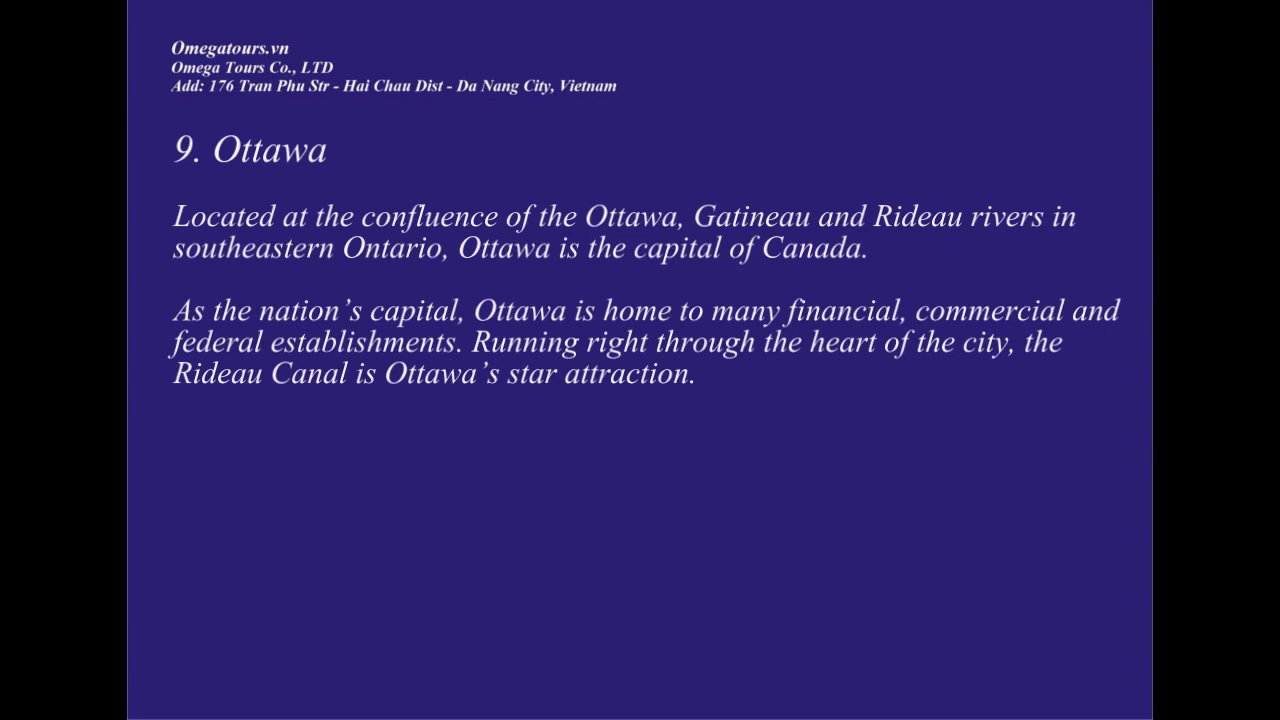 Omegatours.vn
Omega Tours Co., LTD
Add: 176 Tran Phu Str - Hai Chau Dist - Da Nang City, Vietnam
9. Ottawa
Located at the confluence of the Ottawa, Gatineau and Rideau rivers in
southeastern Ontario, Ottawa is the capital of Canada.
As the nation’s capital, Ottawa is home to many financial, commercial and
federal establishments. Running right through the heart of the city, the
Rideau Canal is Ottawa’s star attraction.